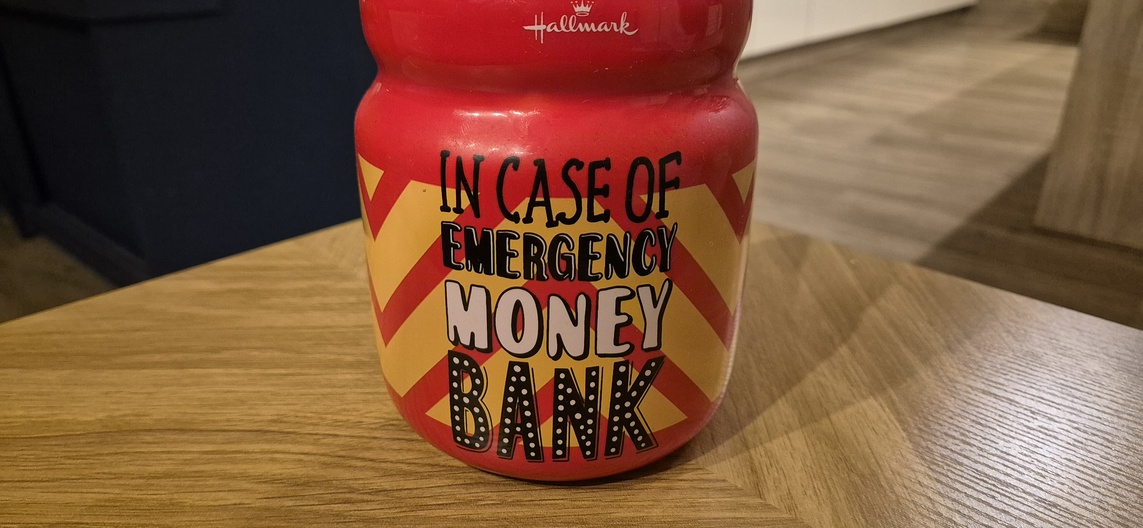 Hallmark
IN CASE OF
EMERGENCY
MONEY
BANK